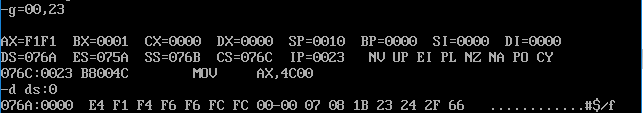 -g=00,23
AX=F1F1 BX=0001 CX=0000 DX=0000 SP=0010 BP=0000 SI=0000 DI=0000
DS=076A ES=075A SS=076B CS=076C IP=0023 NV UP EI PL NZ NA PO CY
076C:0023 B8004C MOV AX,4C00
-d ds:0
076A:0000 E4 F1 F4 F6 F6 FC FC 00-00 07 08 1B 23 24 2F 66 ............#$/f